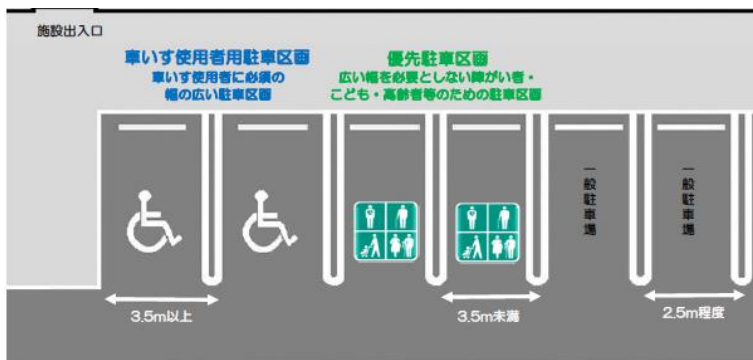 施設出入口
車いす使用者用駐車区画
車いす使用者に必須の
幅の広い駐車区画
優先駐車区画
広い幅を必要としない障がい者・
こども・高齢者等のための駐車区画
一般駐車場
一般駐車場
3.5m以上
3.5m未満
2.5m程度